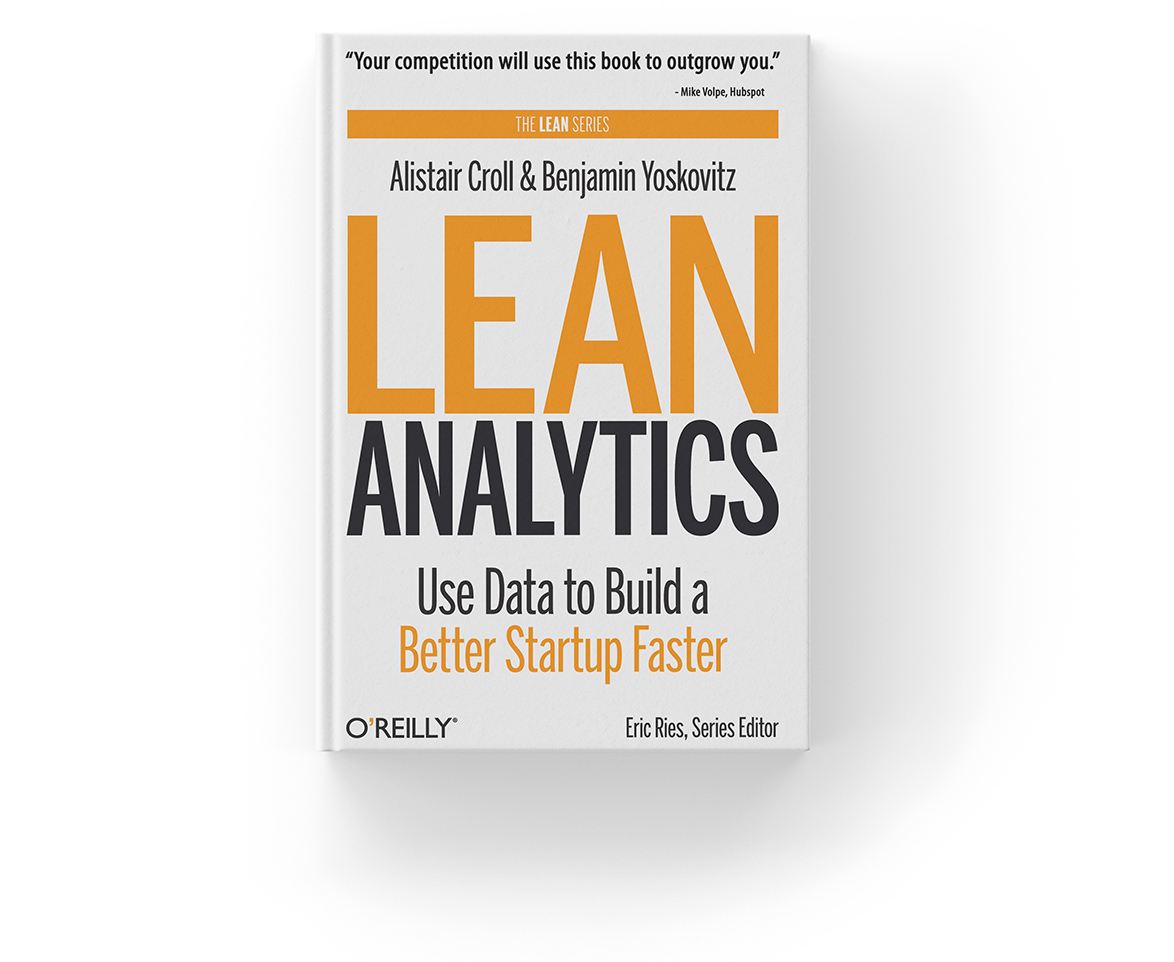 “Your competition will use this book to outgrow you.”
- Mike Volpe, Hubspot
THE LEAN SERIES
Alistair Croll & Benjamin Yoskovitz
LEAN
ANALYTICS
Use Data to Build a
Better Startup Faster
O’REILLY®
Eric Ries, Series Editor